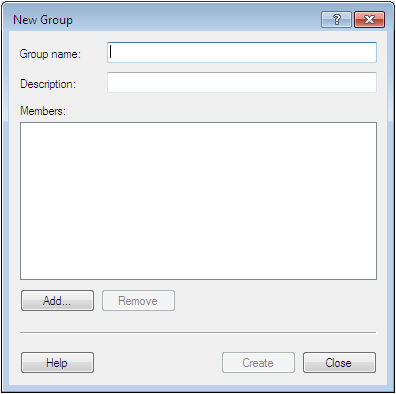 New Group
?
Group name:
Description:
Members:
Add...
Remove
Help
Create
Close